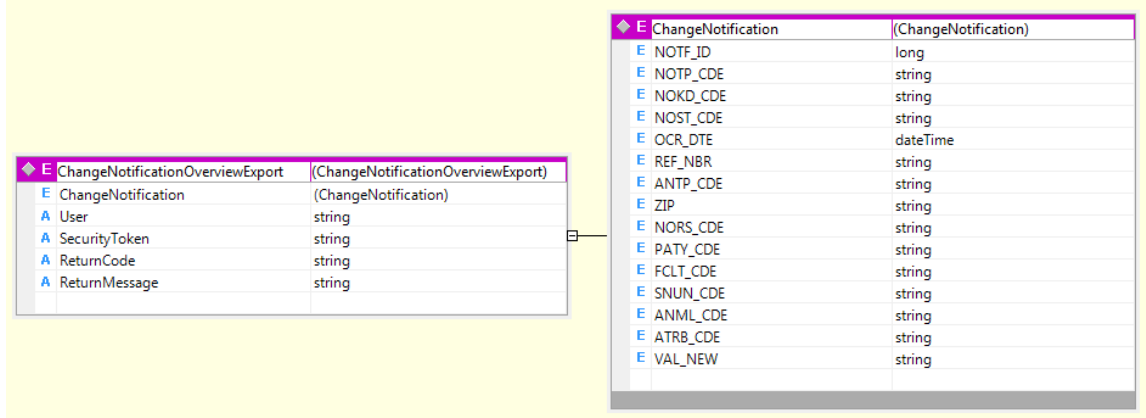 E ChangeNotificationOverviewExport (ChangeNotificationOverviewExport)
E ChangeNotification (ChangeNotification)
A User string
A SecurityToken string
A ReturnCode string
A ReturnMessage string
E ChangeNotification (ChangeNotification)
E NOTF_ID long
E NOTP_CDE string
E NOKD_CDE string
E NOST_CDE string
E OCR_DTE dateTime
E REF_NBR string
E ANTP_CDE string
E ZIP string
E NORS_CDE string
E PATY_CDE string
E FCLT_CDE string
E SNUN_CDE string
E ANML_CDE string
E ATRB_CDE string
E VAL_NEW string